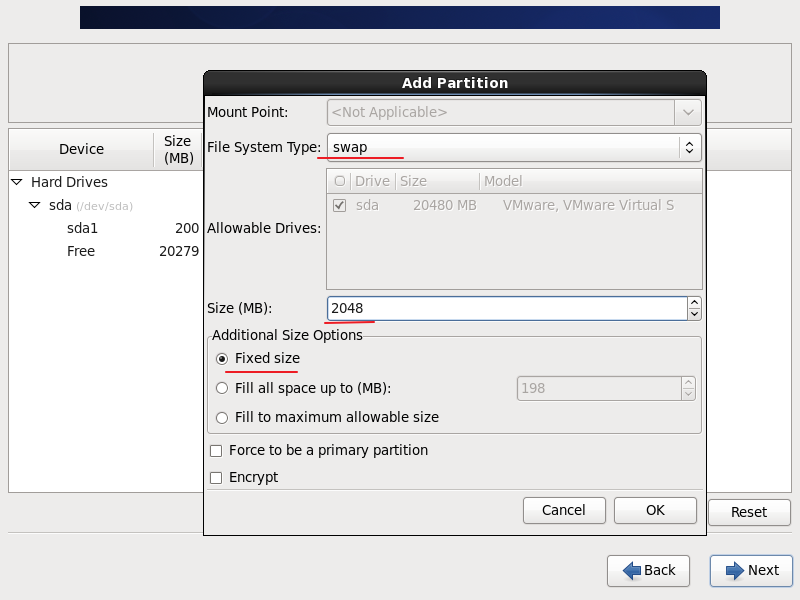 Add Partition
Mount Point: <Not Applicable>
File System Type: swap
Drive Size Model
sda 20480 MB VMware, VMware Virtual S
Allowable Drives:
Size (MB): 2048
Additional Size Options
Fixed size
Fill all space up to (MB): 198
Fill to maximum allowable size
Force to be a primary partition
Encrypt
Cancel OK
Device Size (MB)
Hard Drives
sda (/dev/sda)
sda1 200
Free 20279
Reset
Back Next